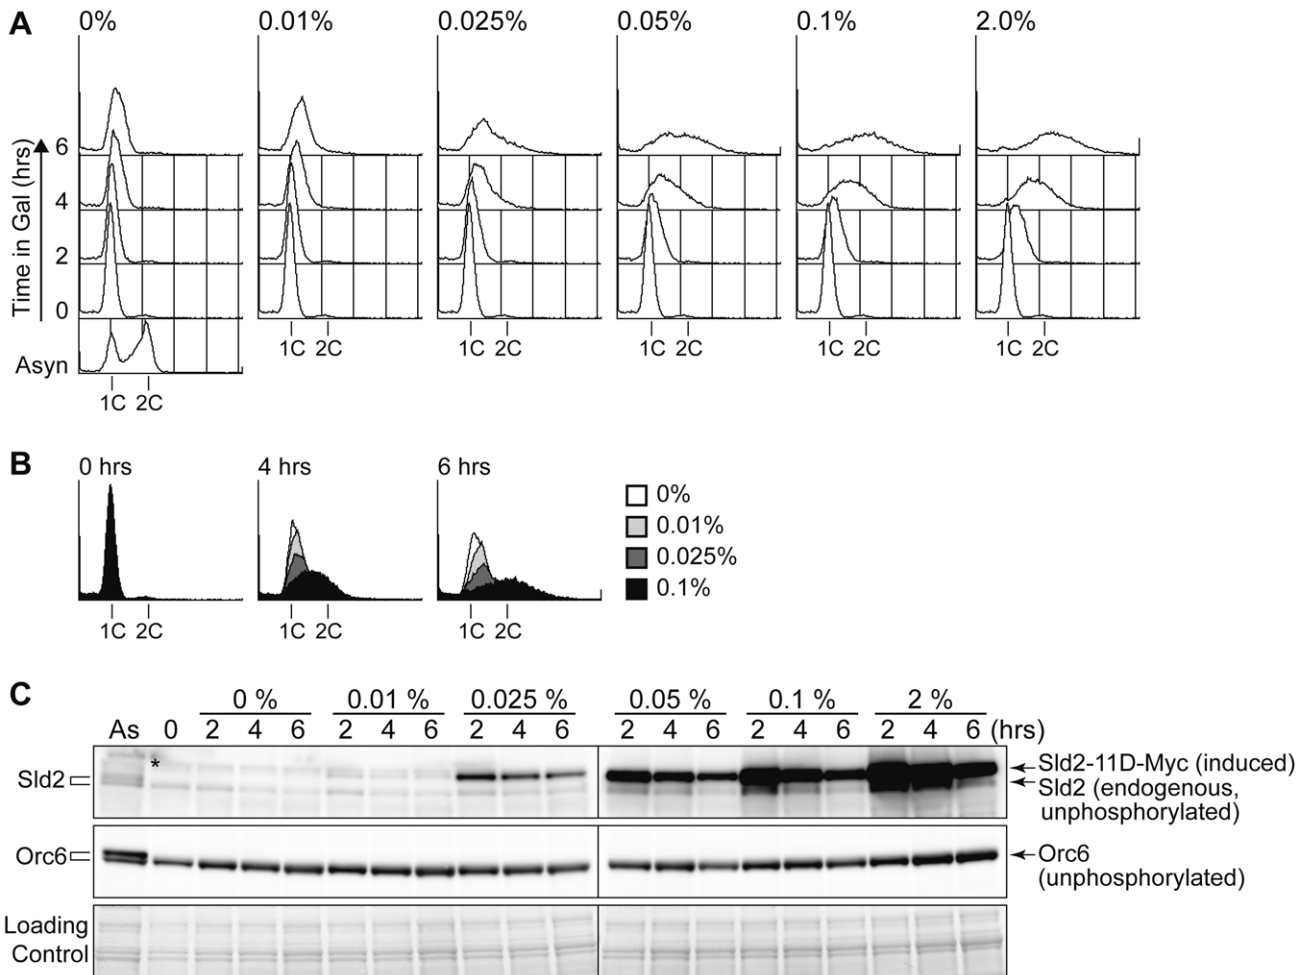 A
0%
0.01%
0.025%
0.05%
0.1%
2.0%
Time in Gal (hrs)
6
4
2
0
Asyn
1C 2C
1C 2C
1C 2C
1C 2C
1C 2C
1C 2C
B
0 hrs
4 hrs
6 hrs
0%
0.01%
0.025%
0.1%
1C 2C
1C 2C
1C 2C
C
0 %
0.01 %
0.025 %
0.05 %
0.1 %
2 %
As 0 2 4 6 2 4 6 2 4 6 2 4 6 2 4 6 2 4 6 (hrs)
*
Sld2
Sld2-11D-Myc (induced)
Sld2 (endogenous,
unphosphorylated)
Orc6
Orc6
(unphosphorylated)
Loading
Control